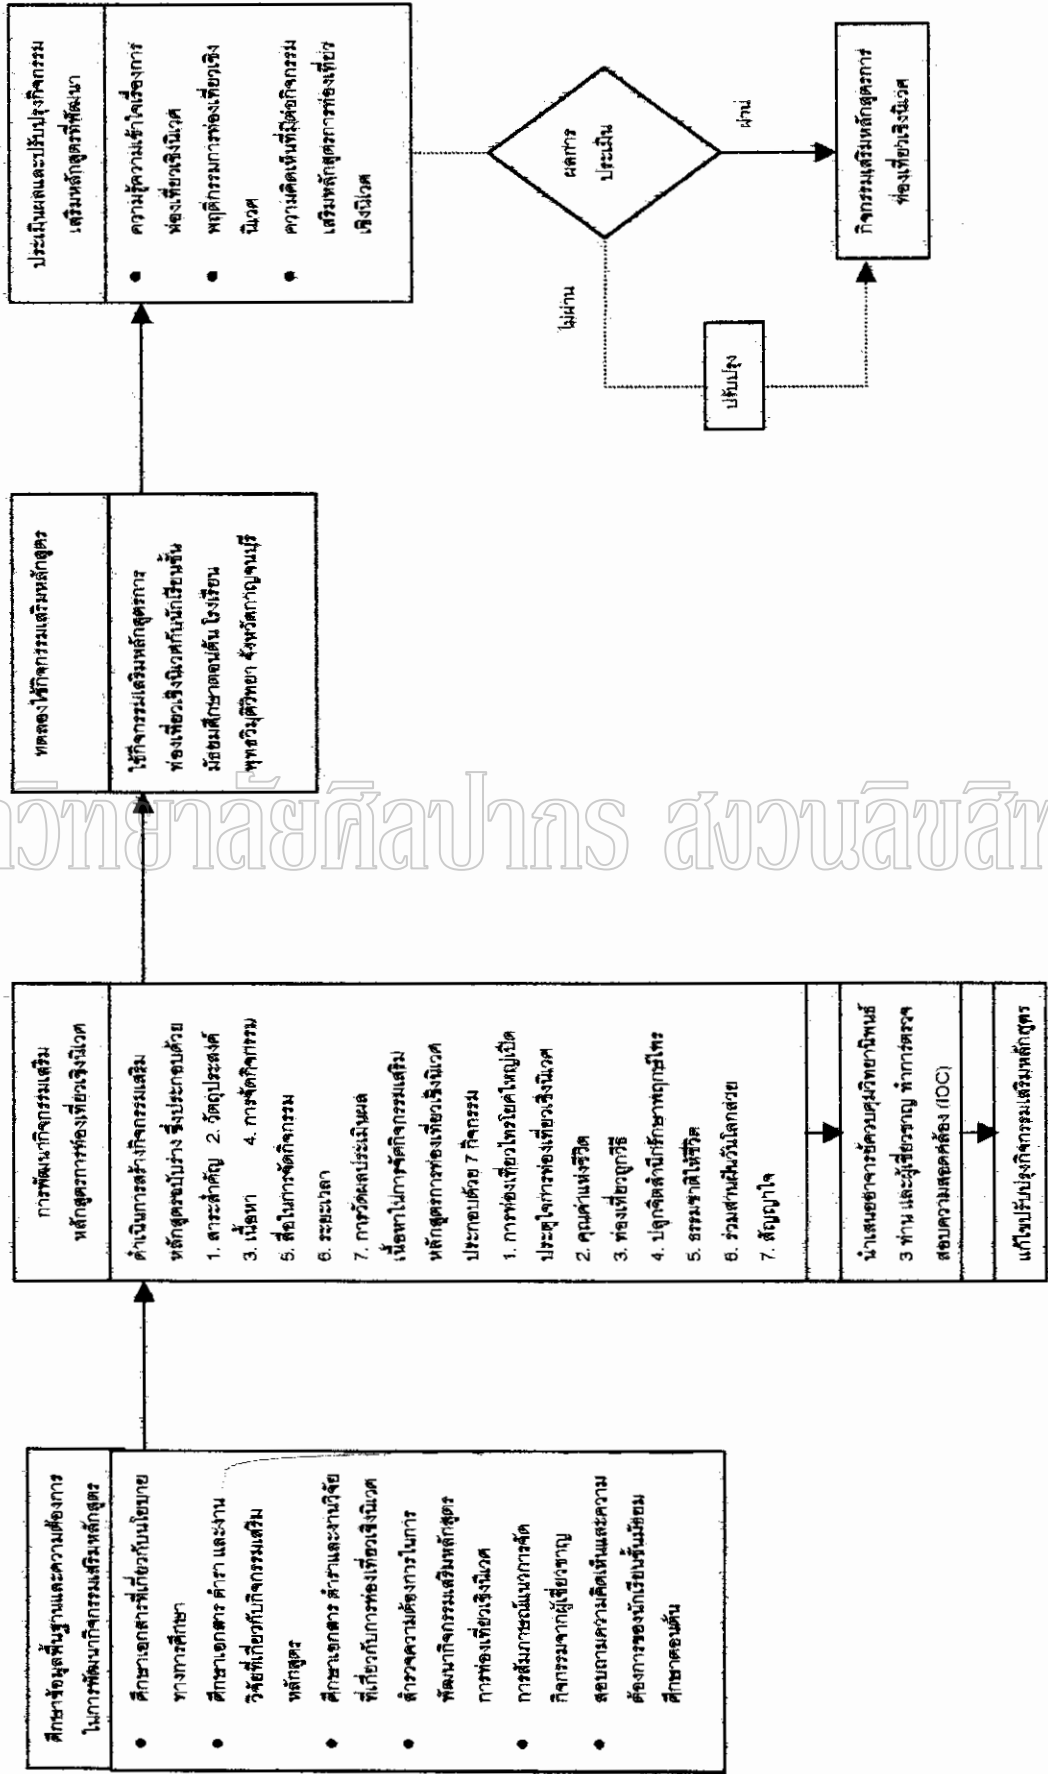 ศึกษาข้อมูลพื้นฐานและความต้องการ
ในการพัฒนากิจกรรมเสริมหลักสูตร
● ศึกษาเอกสารที่เกี่ยวกับนโยบาย
ทางการศึกษา
● ศึกษาเอกสาร ตำรา และงาน
วิจัยที่เกี่ยวกับกิจกรรมเสริม
หลักสูตร
● ศึกษาเอกสาร ตำราและงานวิจัย
ที่เกี่ยวกับการท่องเที่ยวเชิงนิเวศ
● สำรวจความต้องการในการ
พัฒนากิจกรรมเสริมหลักสูตร
การท่องเที่ยวเชิงนิเวศ
● การสัมภาษณ์แนวการจัด
กิจกรรมจากผู้เชี่ยวชาญ
● สอบถามความคิดเห็นและความ
ต้องการของนักเรียนชั้นมัธยม
ศึกษาตอนต้น
การพัฒนากิจกรรมเสริม
หลักสูตรการท่องเที่ยวเชิงนิเวศ
ดำเนินการสร้างกิจกรรมเสริม
หลักสูตรฉบับร่าง ซึ่งประกอบด้วย
1. สาระสำคัญ 2. วัตถุประสงค์
3. เนื้อหา 4. การจัดกิจกรรม
5. สื่อในการจัดกิจกรรม
6. ระยะเวลา
7. การวัดผลประเมินผล
เนื้อหาในการจัดกิจกรรมเสริม
หลักสูตรการท่องเที่ยวเชิงนิเวศ
ประกอบด้วย 7 กิจกรรม
1. การท่องเที่ยวไทรโยคใหญ่เปิด
ประตูใจการท่องเที่ยวเชิงนิเวศ
2. คุณค่าแห่งชีวิต
3. ท่องเที่ยวถูกวิธี
4. ปลูกจิตสำนึกรักษาพฤกษ์ไทร
5. ธรรมชาติให้ชีวิต
6. ร่วมสานฝันวันโลกสวย
7. สัญญาใจ
นำเสนออาจารย์ควบคุมวิทยานิพนธ์
3 ท่าน และผู้เชี่ยวชาญ ทำการตรวจ
สอบความสอดคล้อง (IOC)
แก้ไขปรับปรุงกิจกรรมเสริมหลักสูตร
ทดลองใช้กิจกรรมเสริมหลักสูตร
ใช้กิจกรรมเสริมหลักสูตรการ
ท่องเที่ยวเชิงนิเวศกับนักเรียนชั้น
มัธยมศึกษาตอนต้น โรงเรียน
พุทธวิมุติวิทยา จังหวัดกาญจนบุรี
ประเมินผลและปรับปรุงกิจกรรม
เสริมหลักสูตรที่พัฒนา
● ความรู้ความเข้าใจเรื่องการ
ท่องเที่ยวเชิงนิเวศ
● พฤติกรรมการท่องเที่ยวเชิง
นิเวศ
● ความคิดเห็นที่มีต่อกิจกรรม
เสริมหลักสูตรการท่องเที่ยว
เชิงนิเวศ
ผลการ
ประเมิน
ไม่ผ่าน
ผ่าน
ปรับปรุง
กิจกรรมเสริมหลักสูตรการ
ท่องเที่ยวเชิงนิเวศ
วิทยาลัยศิลปากร สงวนลิขสิท